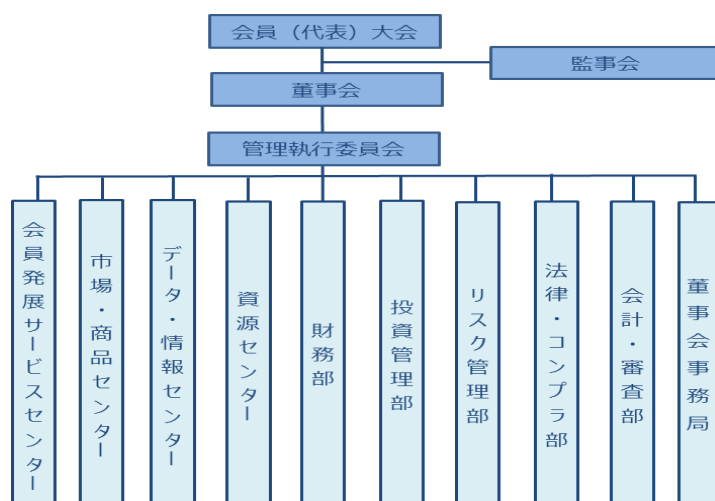 会員（代表）大会
監事会
董事会
管理執行委員会
会員発展サービスセンター
市場・商品センター
データ・情報センター
資源センター
財務部
投資管理部
リスク管理部
法律・コンプラ部
会計・審査部
董事会事務局